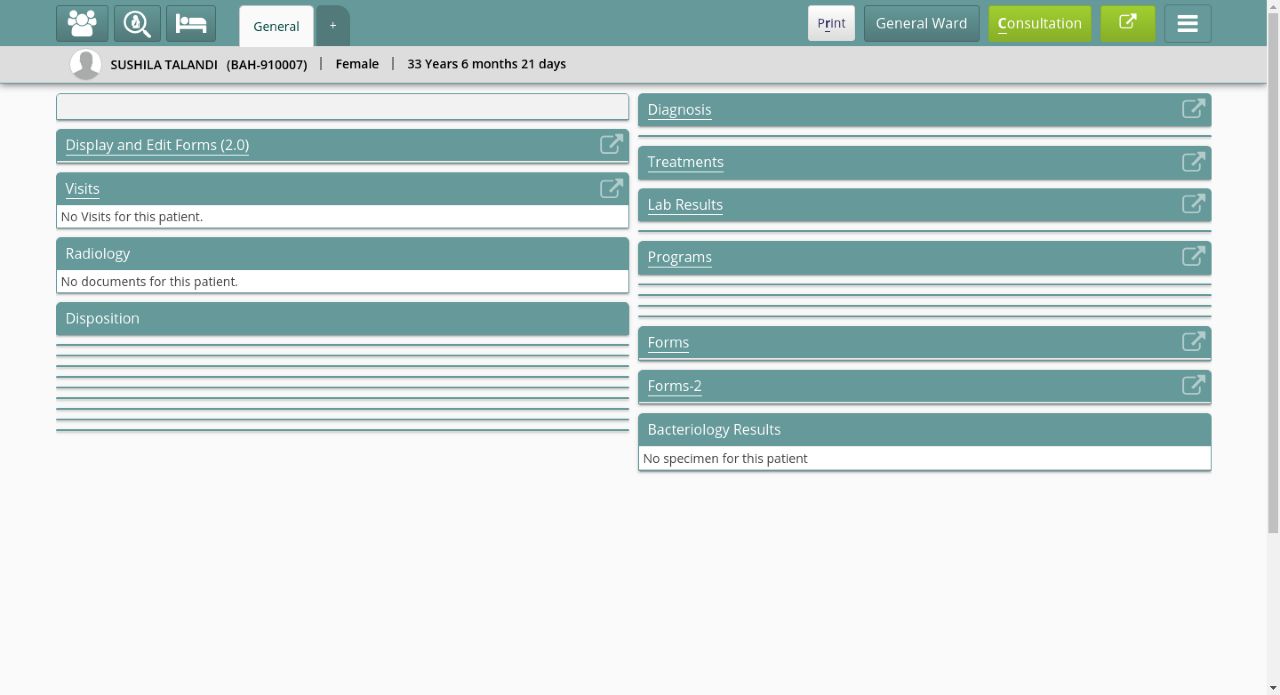 General
+
Print
General Ward
Consultation
SUSHILA TALANDI (BAH-910007) | Female | 33 Years 6 months 21 days
Display and Edit Forms (2.0)
Visits
No Visits for this patient.
Radiology
No documents for this patient.
Disposition
Diagnosis
Treatments
Lab Results
Programs
Forms
Forms-2
Bacteriology Results
No specimen for this patient